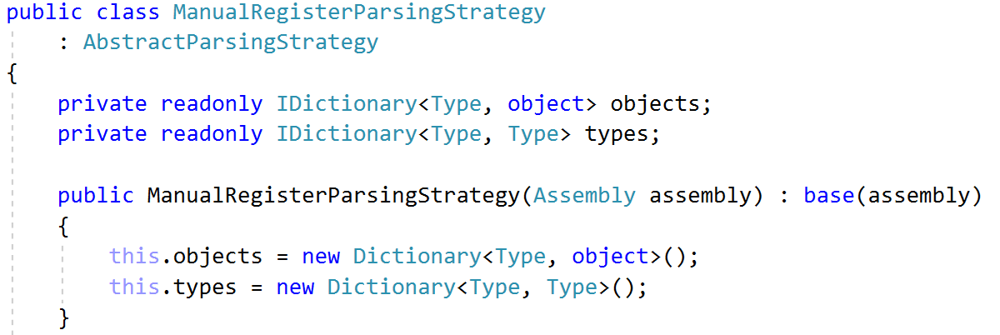 public class ManualRegisterParsingStrategy
    : AbstractParsingStrategy
{
    private readonly IDictionary<Type, object> objects;
    private readonly IDictionary<Type, Type> types;

    public ManualRegisterParsingStrategy(Assembly assembly) : base(assembly)
    {
        this.objects = new Dictionary<Type, object>();
        this.types = new Dictionary<Type, Type>();
    }